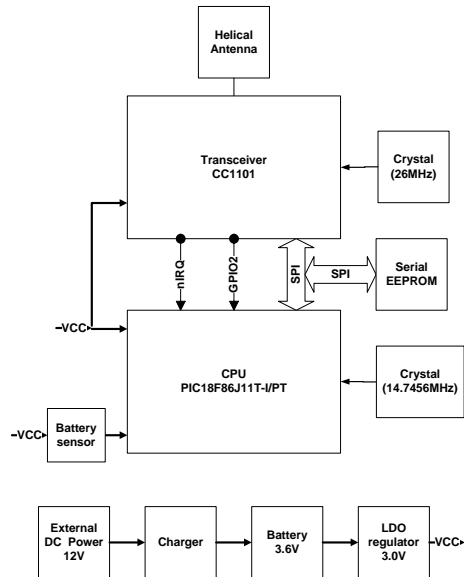 Helical
Antenna
Transceiver
CC1101
Crystal
(26MHz)
nIRQ
GPIO2
SPI
SPI
Serial
EEPROM
VCC
CPU
PIC18F86J11T-I/PT
Crystal
(14.7456MHz)
VCC
Battery
sensor
External
DC Power
12V
Charger
Battery
3.6V
LDO
regulator
3.0V
VCC